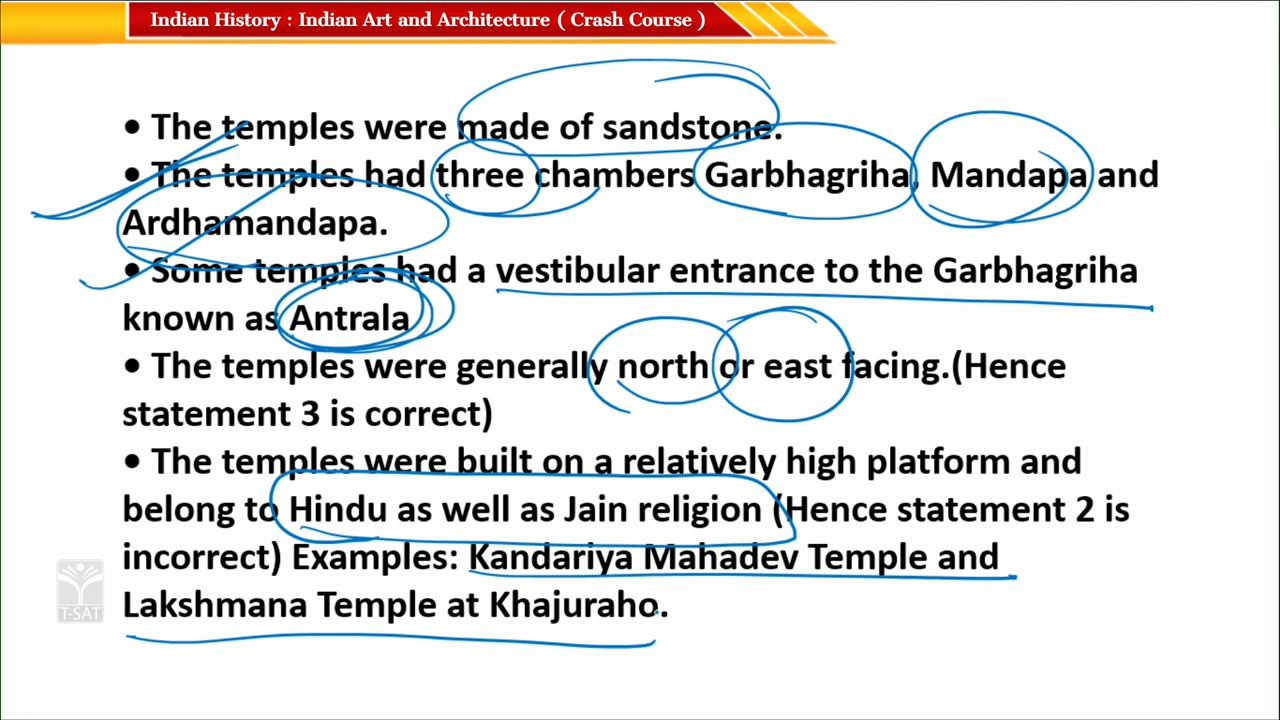 Indian History : Indian Art and Architecture ( Crash Course )
• The temples were made of sandstone.
• The temples had three chambers Garbhagriha, Mandapa and
Ardhamandapa.
• Some temples had a vestibular entrance to the Garbhagriha
known as Antrala
• The temples were generally north or east facing.(Hence
statement 3 is correct)
• The temples were built on a relatively high platform and
belong to Hindu as well as Jain religion (Hence statement 2 is
incorrect) Examples: Kandariya Mahadev Temple and
Lakshmana Temple at Khajuraho.
T-SAT